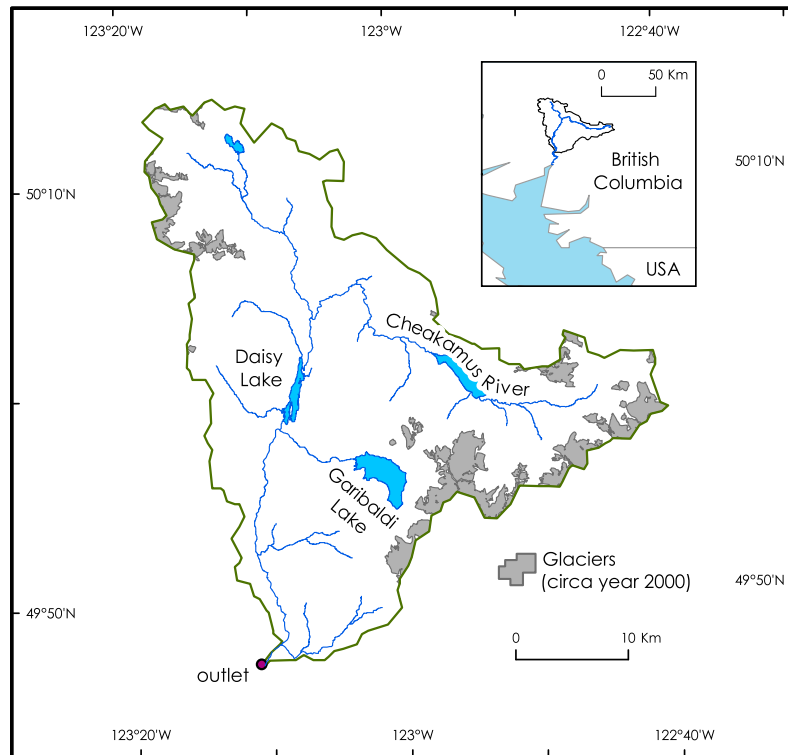 123°20'W
123°W
122°40'W
0
50 Km
British
Columbia
50°10'N
50°10'N
USA
Cheakamus River
Daisy
Lake
Garibaldi
Lake
Glaciers
(circa year 2000)
49°50'N
49°50'N
0
10 Km
outlet
123°20'W
123°W
122°40'W